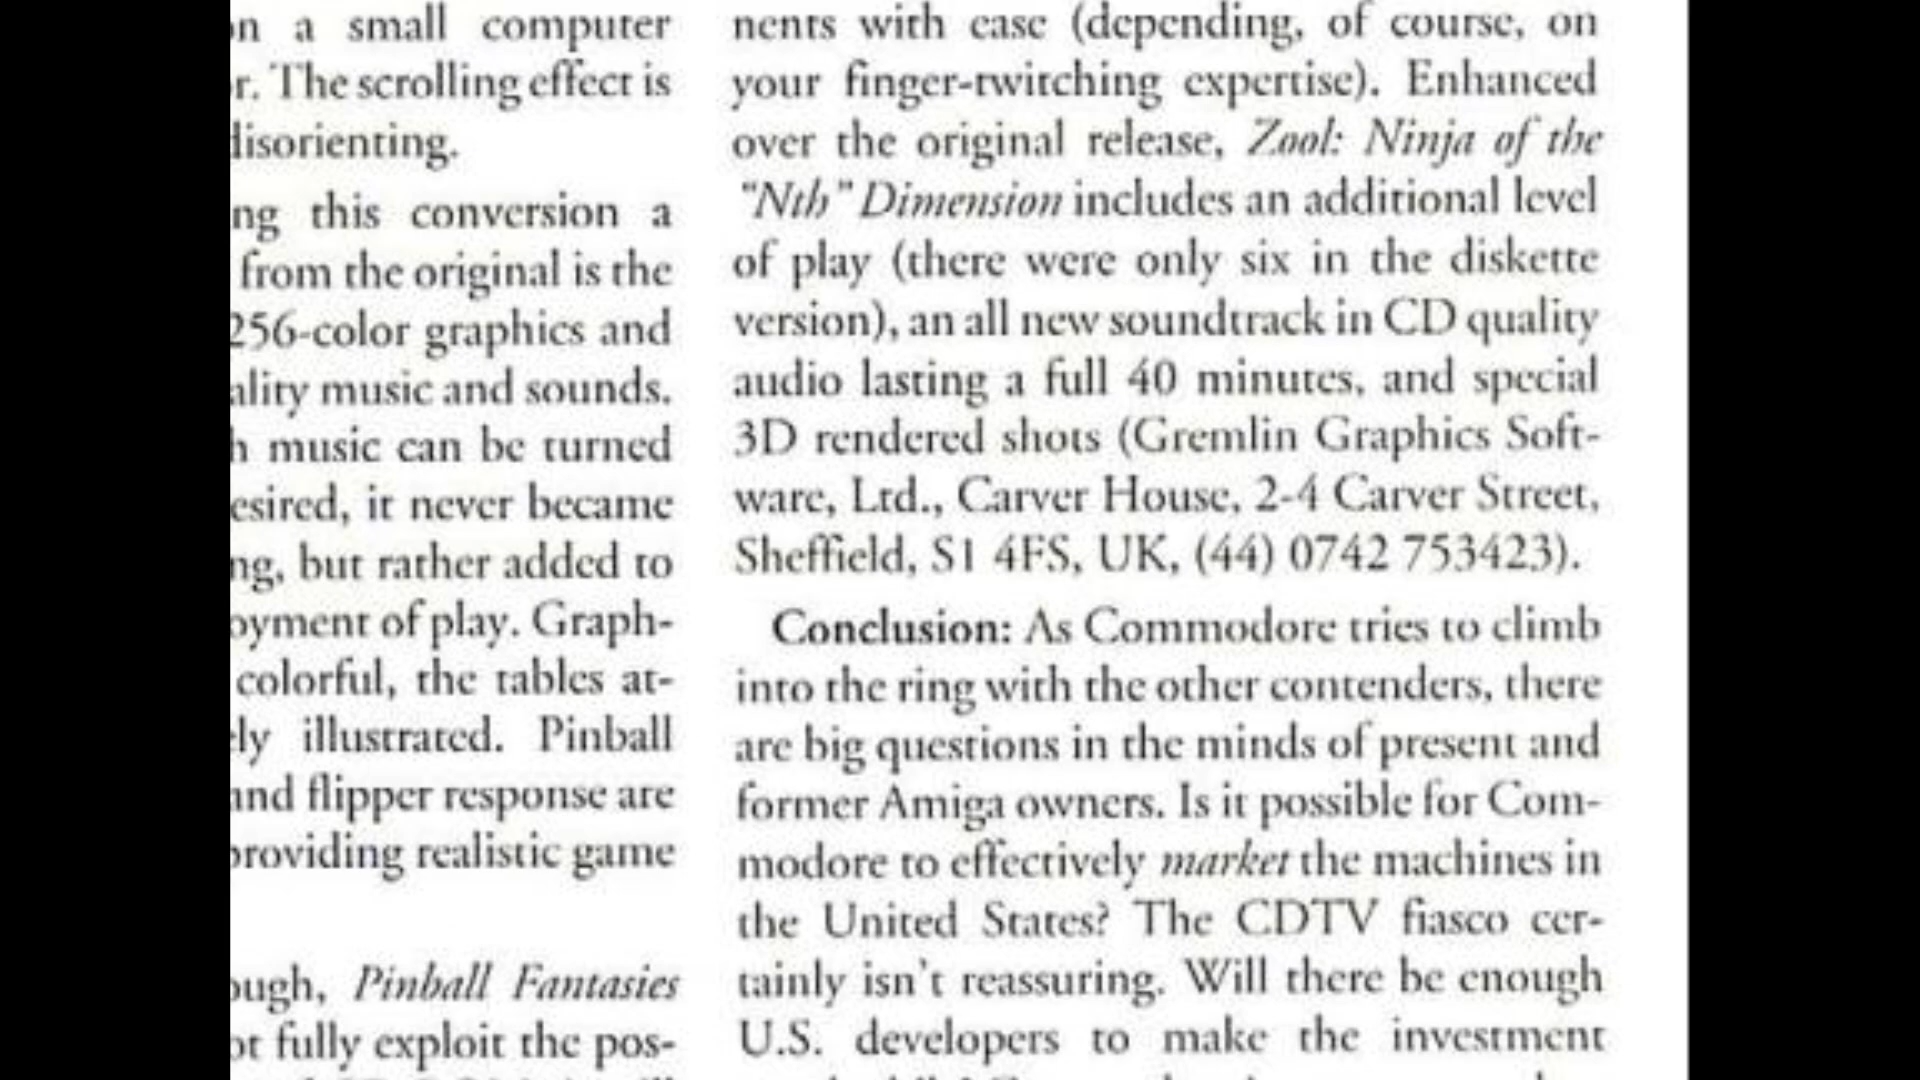 n a small computer
r. The scrolling effect is
disorienting.
ng this conversion a
from the original is the
256-color graphics and
ality music and sounds.
h music can be turned
esired, it never became
ng, but rather added to
oyment of play. Graph-
colorful, the tables at-
ely illustrated. Pinball
and flipper response are
providing realistic game
ough, Pinball Fantasies
ot fully exploit the pos-
nents with ease (depending, of course, on
your finger-twitching expertise). Enhanced
over the original release, Zool: Ninja of the
“Nth” Dimension includes an additional level
of play (there were only six in the diskette
version), an all new soundtrack in CD quality
audio lasting a full 40 minutes, and special
3D rendered shots (Gremlin Graphics Soft-
ware, Ltd., Carver House, 2-4 Carver Street,
Sheffield, S1 4FS, UK, (44) 0742 753423).
Conclusion: As Commodore tries to climb
into the ring with the other contenders, there
are big questions in the minds of present and
former Amiga owners. Is it possible for Com-
modore to effectively market the machines in
the United States? The CDTV fiasco cer-
tainly isn't reassuring. Will there be enough
U.S. developers to make the investment